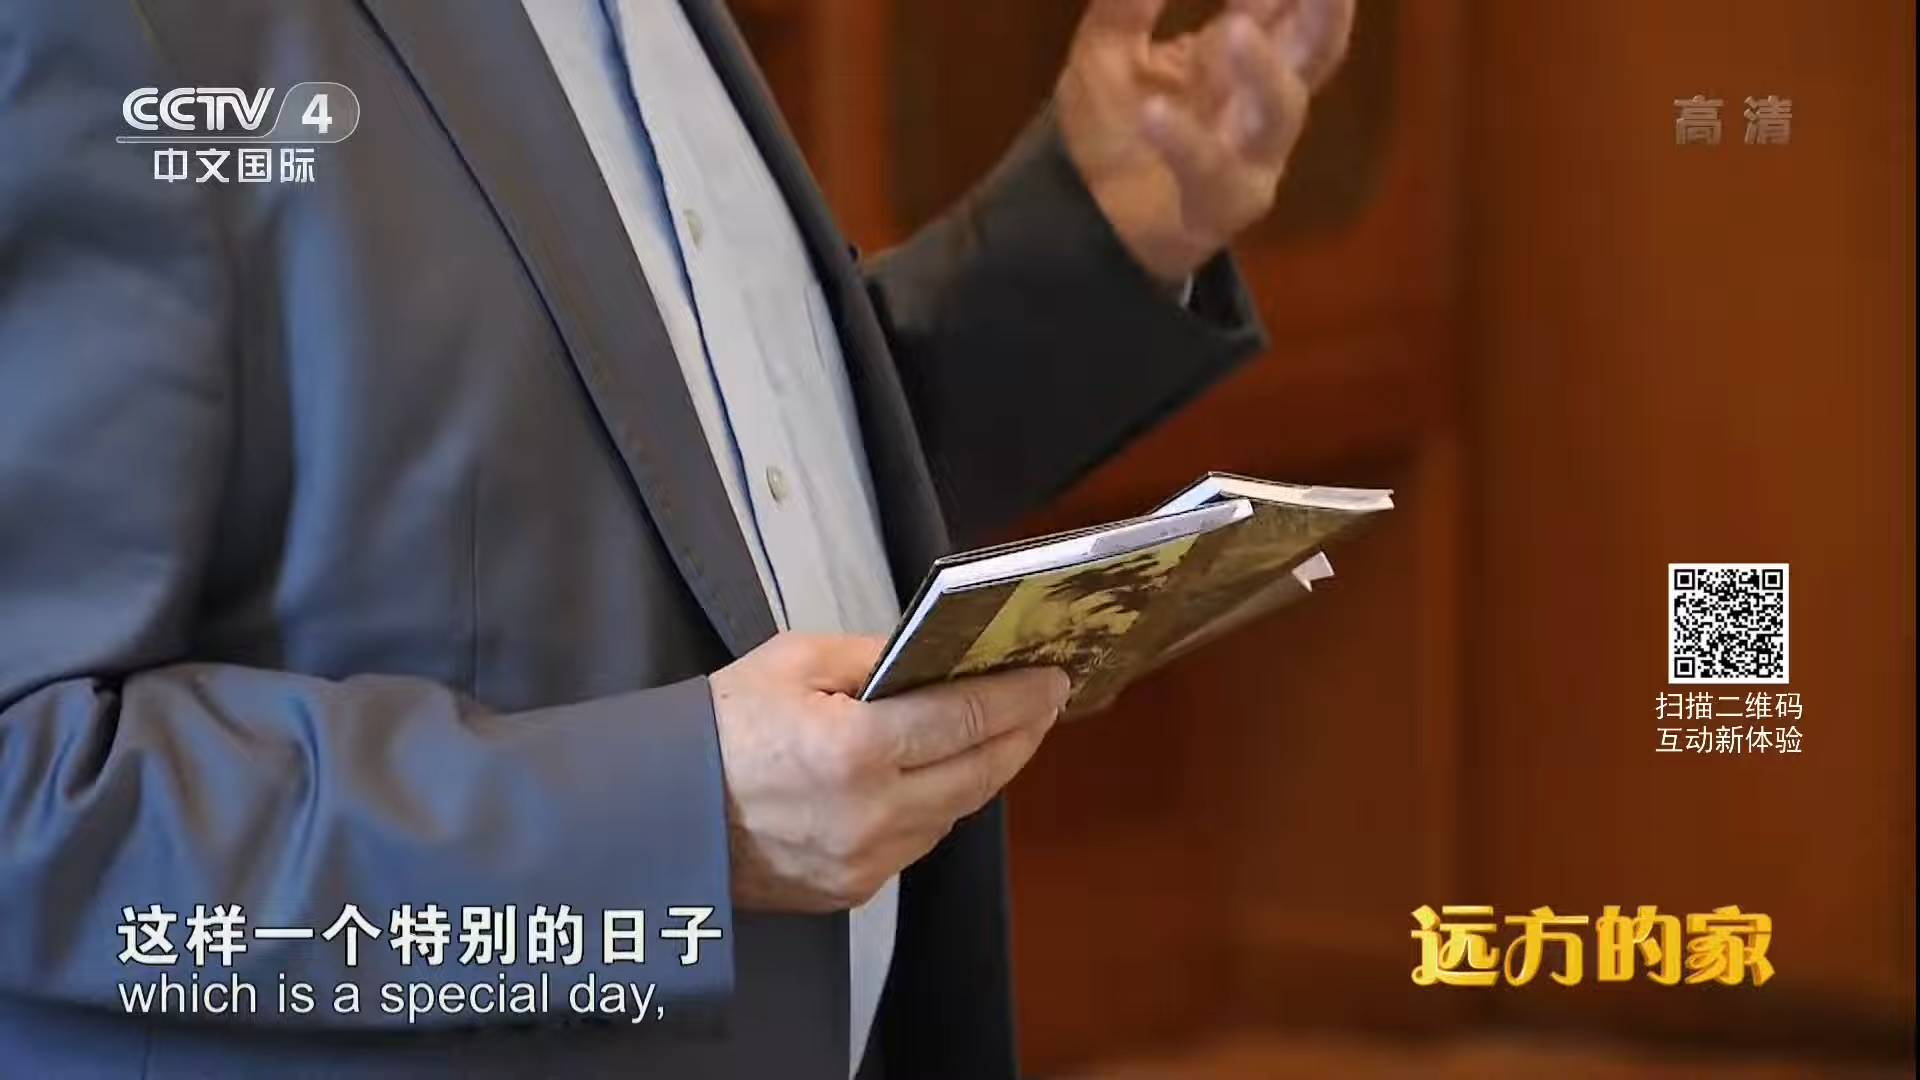 CCTV 4
中文国际
高清
扫描二维码
互动新体验
这样一个特别的日子
which is a special day,
远方的家